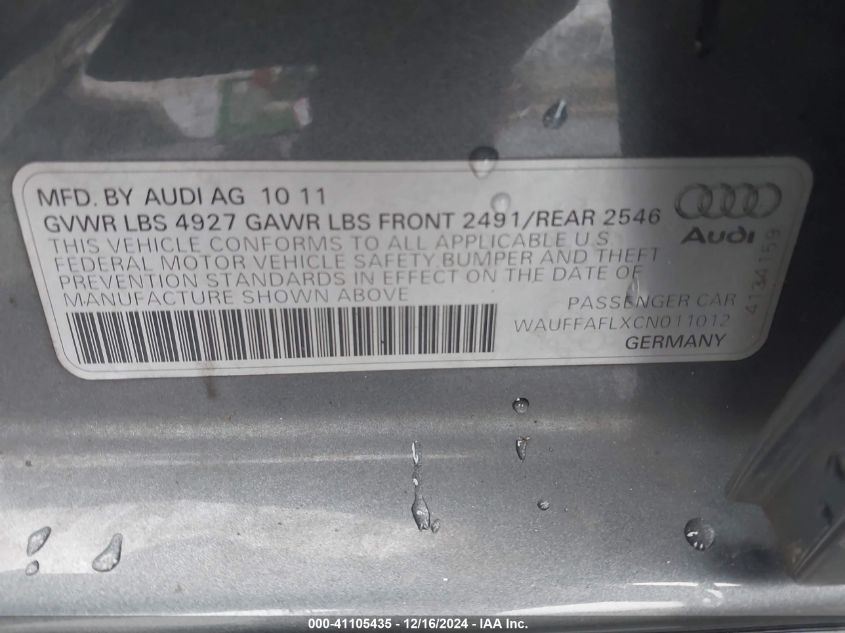 MFD. BY AUDI AG 10 11
GVWR LBS 4927 GAWR LBS FRONT 2491/REAR 2546
THIS VEHICLE CONFORMS TO ALL APPLICABLE U.S
FEDERAL MOTOR VEHICLE SAFETY, BUMPER AND THEFT
PREVENTION STANDARDS IN EFFECT ON THE DATE OF
MANUFACTURE SHOWN ABOVE
PASSENGER CAR
WAUFFAFLXCN011012
GERMANY
Audi
4134159
000-41105435 - 12/16/2024 - IAA Inc.